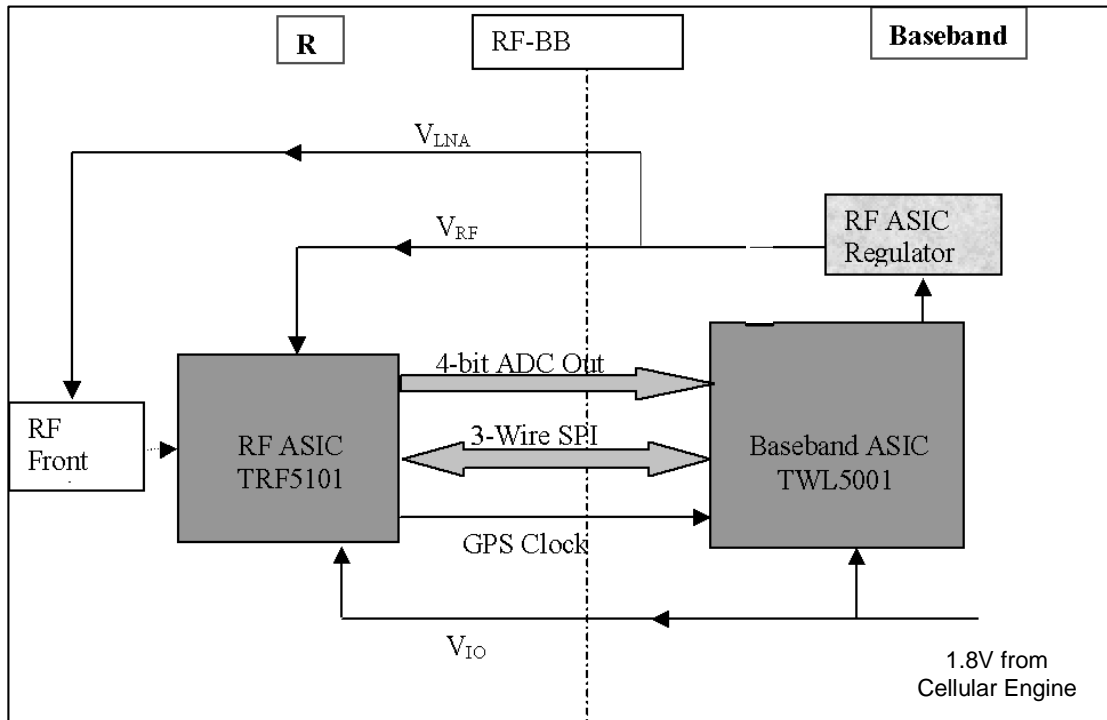 R
RF-BB
Baseband
VLNA
VRF
RF ASIC
Regulator
4-bit ADC Out
RF
Front
3-Wire SPI
RF ASIC
TRF5101
Baseband ASIC
TWL5001
GPS Clock
VIO
1.8V from
Cellular Engine